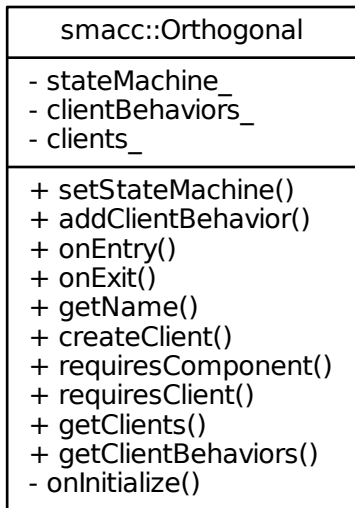 smacc::Orthogonal
- stateMachine_
- clientBehaviors_
- clients_
+ setStateMachine()
+ addClientBehavior()
+ onEntry()
+ onExit()
+ getName()
+ createClient()
+ requiresComponent()
+ requiresClient()
+ getClients()
+ getClientBehaviors()
- onInitialize()